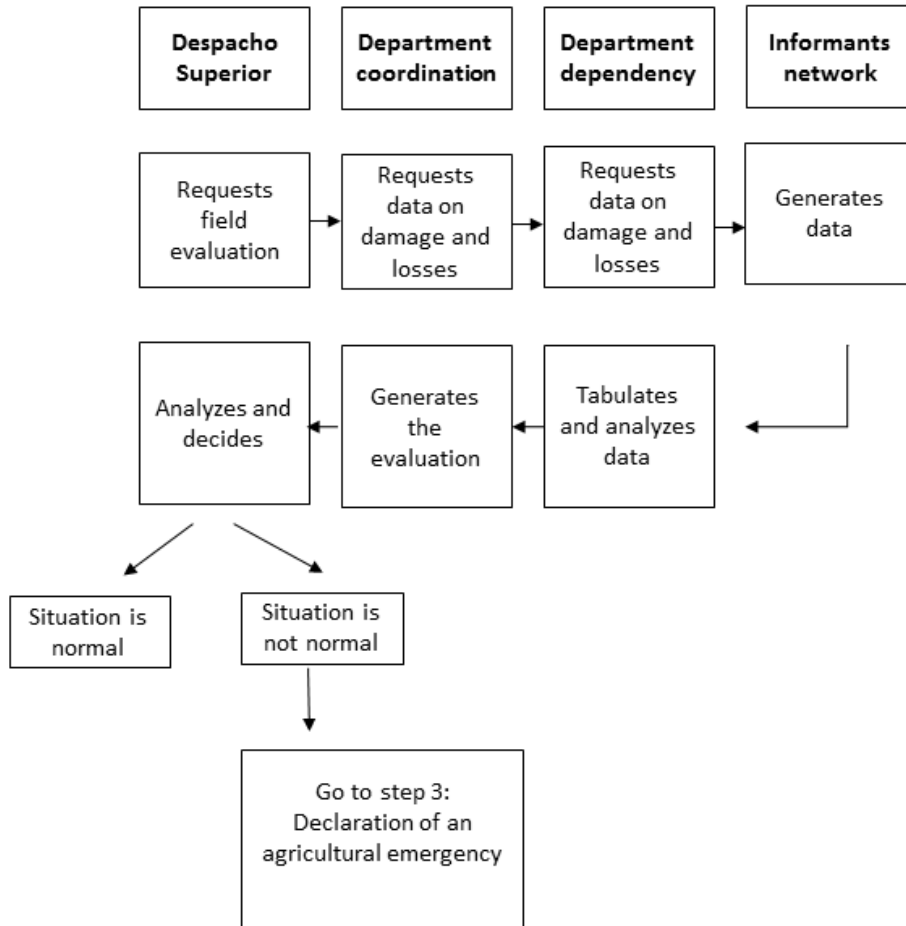 Despacho
Superior
Department
coordination
Department
dependency
Informants
network
Requests
field
evaluation
Requests
data on
damage and
losses
Requests
data on
damage and
losses
Generates
data
Analyzes and
decides
Generates
the
evaluation
Tabulates
and analyzes
data
Situation is
normal
Situation is
not normal
Go to step 3:
Declaration of an
agricultural emergency